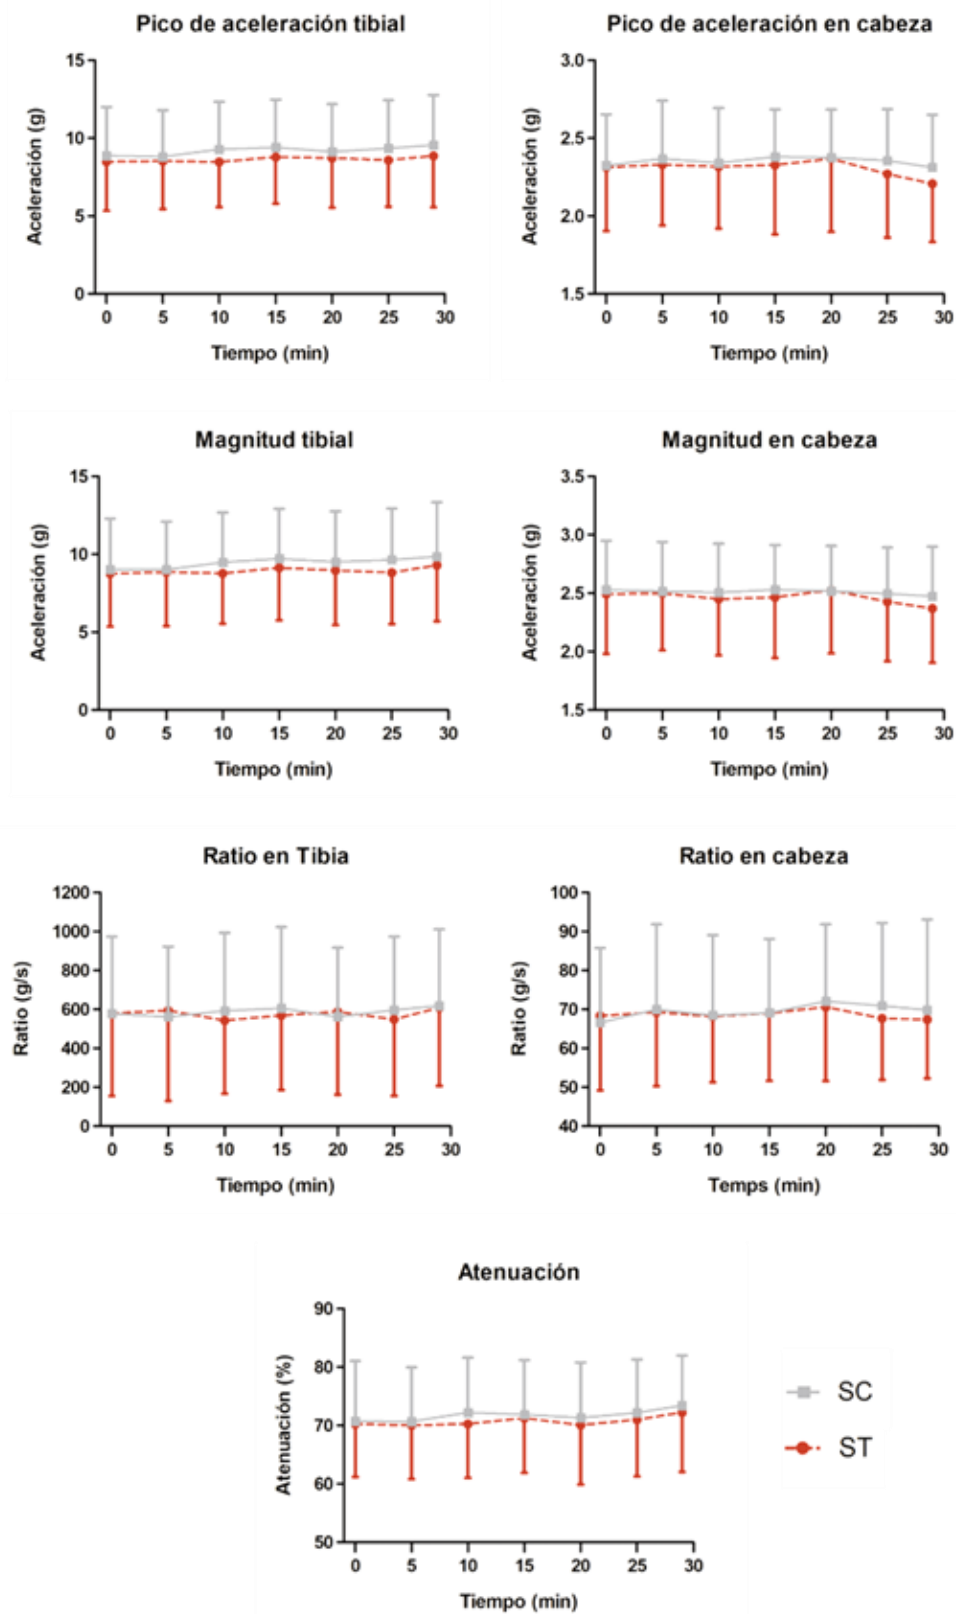 Pico de aceleración tibial
15
10
5
0
Aceleración (g)
0 5 10 15 20 25 30
Tiempo (min)
Pico de aceleración en cabeza
3.0
2.5
2.0
1.5
Aceleración (g)
0 5 10 15 20 25 30
Tiempo (min)
Magnitud tibial
15
10
5
0
Aceleración (g)
0 5 10 15 20 25 30
Tiempo (min)
Magnitud en cabeza
3.5
3.0
2.5
2.0
1.5
Aceleración (g)
0 5 10 15 20 25 30
Tiempo (min)
Ratio en Tibia
1200
1000
800
600
400
200
0
Ratio (g/s)
0 5 10 15 20 25 30
Tiempo (min)
Ratio en cabeza
100
90
80
70
60
50
40
Ratio (g/s)
0 5 10 15 20 25 30
Temps (min)
Atenuación
90
80
70
60
50
Atenuación (%)
0 5 10 15 20 25 30
Tiempo (min)
SC
ST